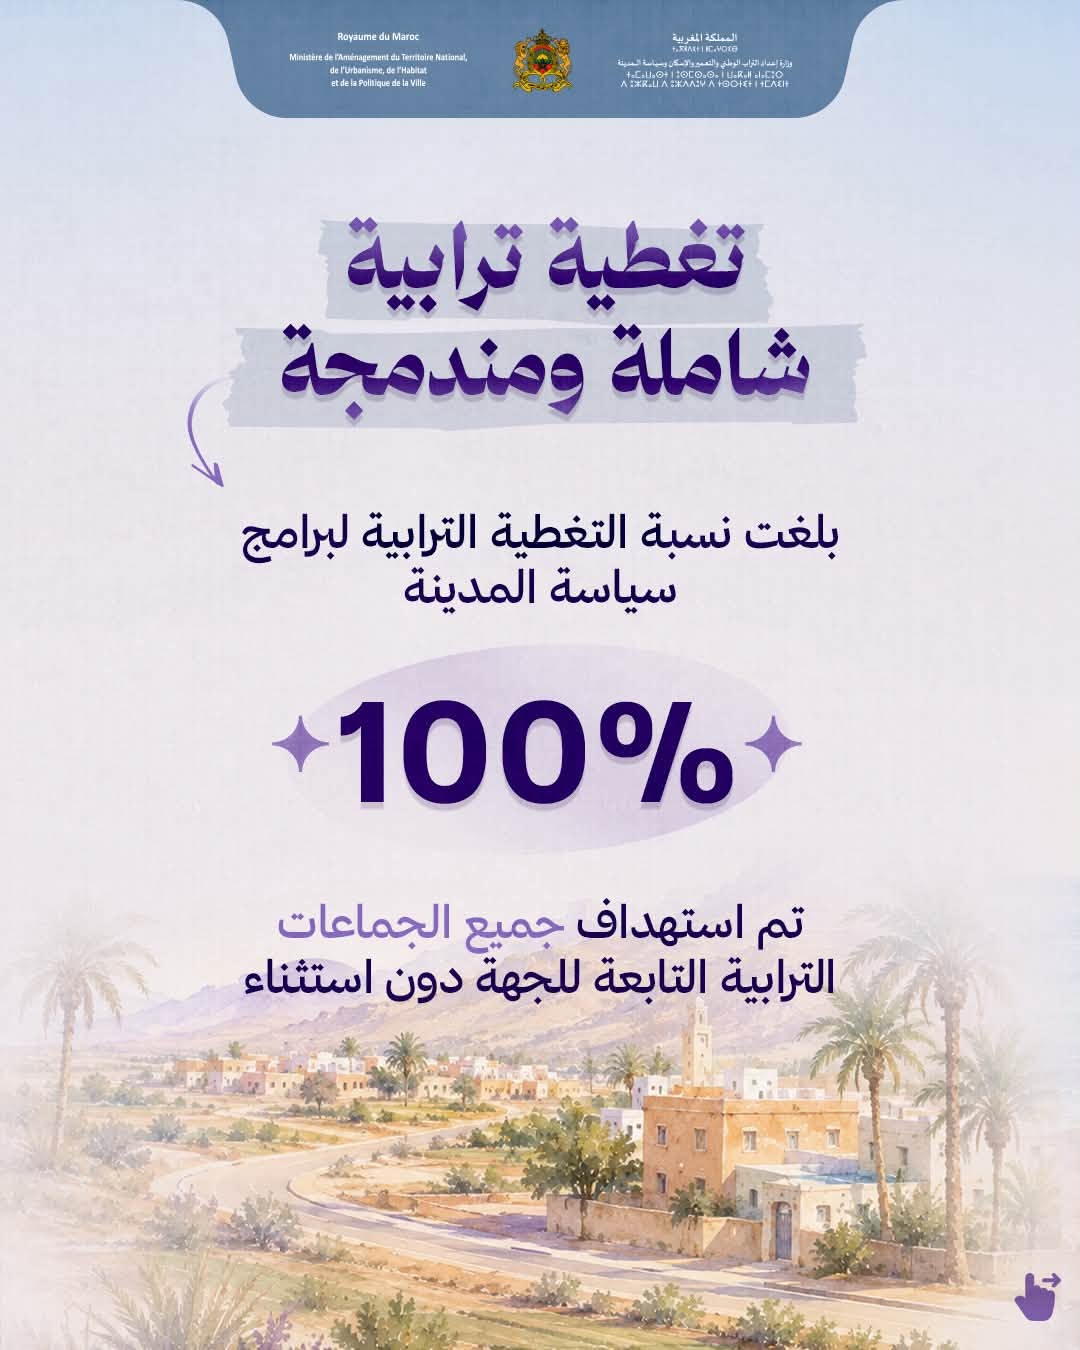 Royaume du Maroc
Ministère de l'Aménagement du Territoire National,
de l'Urbanisme, de l'Habitat
et de la Politique de la Ville
المملكة المغربية
ⵜⴰⴳⵍⴷⵉⵜ ⵏ ⵍⵎⵖⵔⵉⴱ
وزارة إعداد التراب الوطني والتعمير والإسكان وسياسة المدينة
تغطية ترابية
شاملة ومندمجة
بلغت نسبة التغطية الترابية لبرامج
سياسة المدينة
100%
تم استهداف جميع الجماعات
الترابية التابعة للجهة دون استثناء